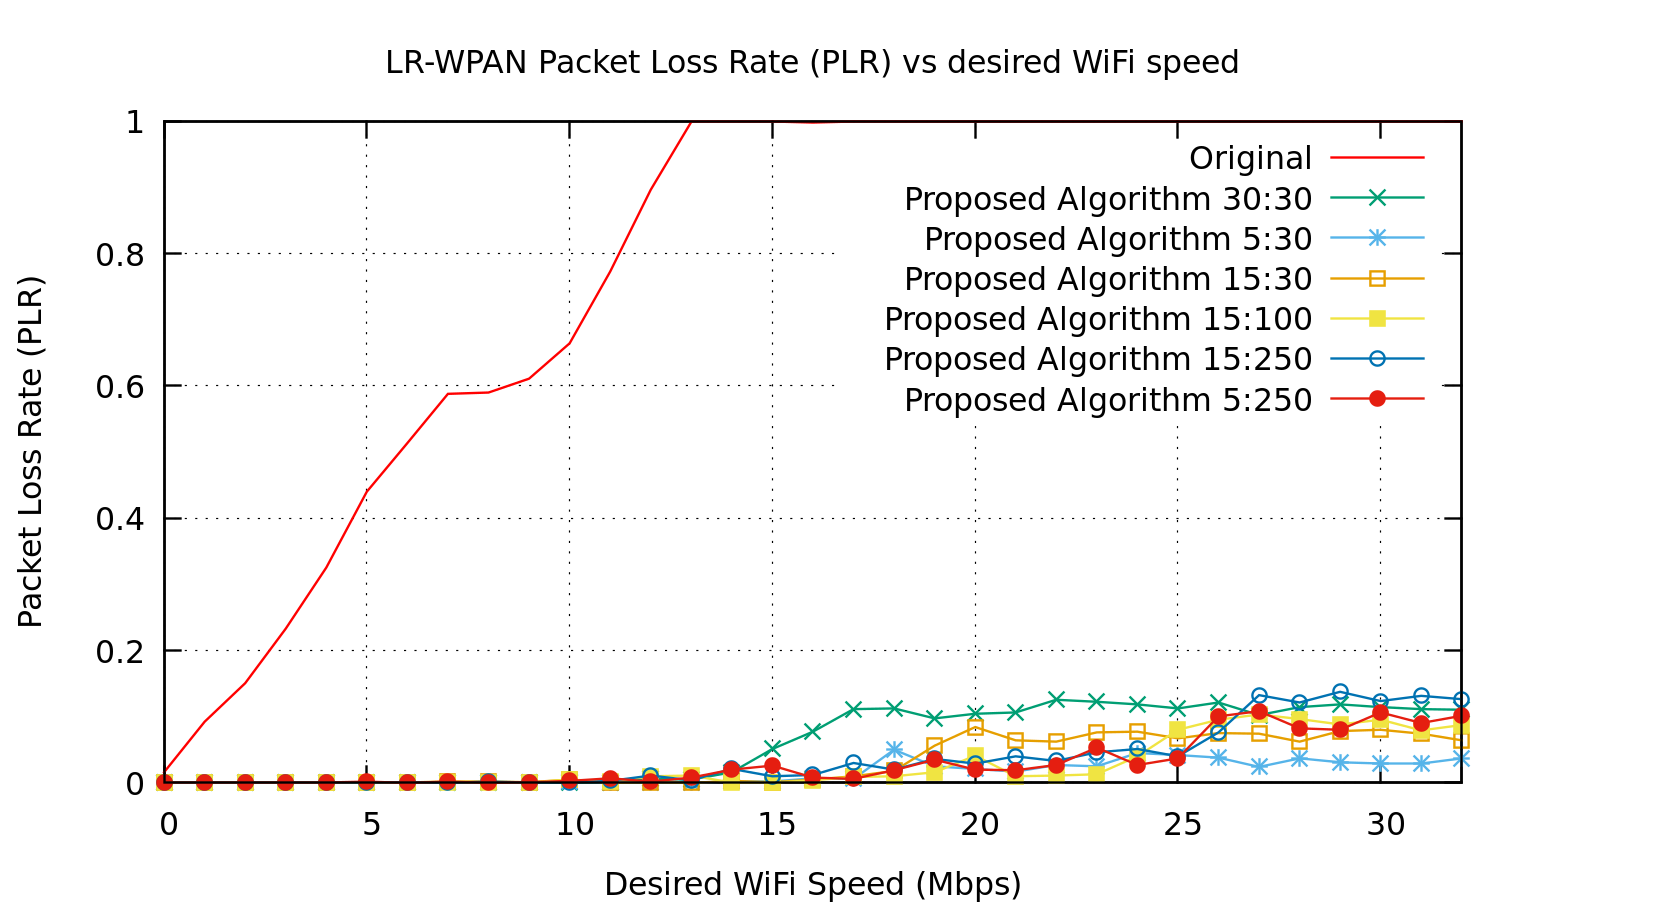 LR-WPAN Packet Loss Rate (PLR) vs desired WiFi speed
1
0.8
0.6
0.4
0.2
0
Packet Loss Rate (PLR)
Original
Proposed Algorithm 30:30
Proposed Algorithm 5:30
Proposed Algorithm 15:30
Proposed Algorithm 15:100
Proposed Algorithm 15:250
Proposed Algorithm 5:250
0 5 10 15 20 25 30
Desired WiFi Speed (Mbps)